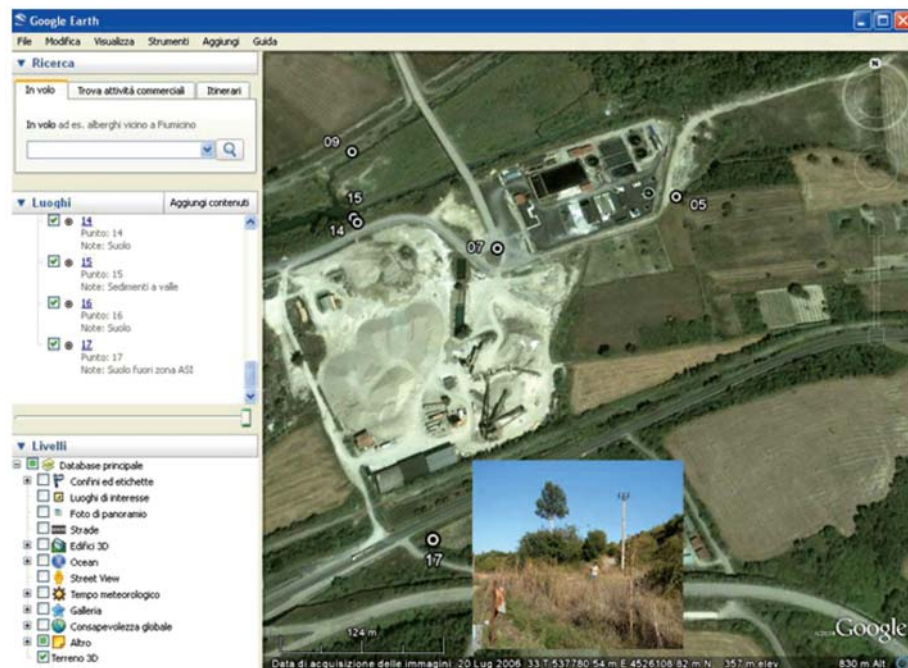 Google Earth
File Modifica Visualizza Strumenti Aggiungi Guida
Ricerca
In volo Trova attività commerciali Itinerari
In volo ad es. alberghi vicino a Fiumicino
Luoghi Aggiungi contenuti
14
Punto: 14
Note: Suolo
15
Punto: 15
Note: Sedimenti a valle
16
Punto: 16
Note: Suolo
17
Punto: 17
Note: Suolo fuori zona ASI
Livelli
Database principale
Confini ed etichette
Luoghi di interesse
Foto di panoramio
Strade
Edifici 3D
Ocean
Street View
Tempo meteorologico
Galleria
Consapevolezza globale
Altro
Terreno 3D
N
09
15
14
07
05
17
124 m
Google
Data di acquisizione delle immagini: 20 Lug 2006 33 T 537780.54 m E 4526108.82 m N 357 m elev 830 m Alt